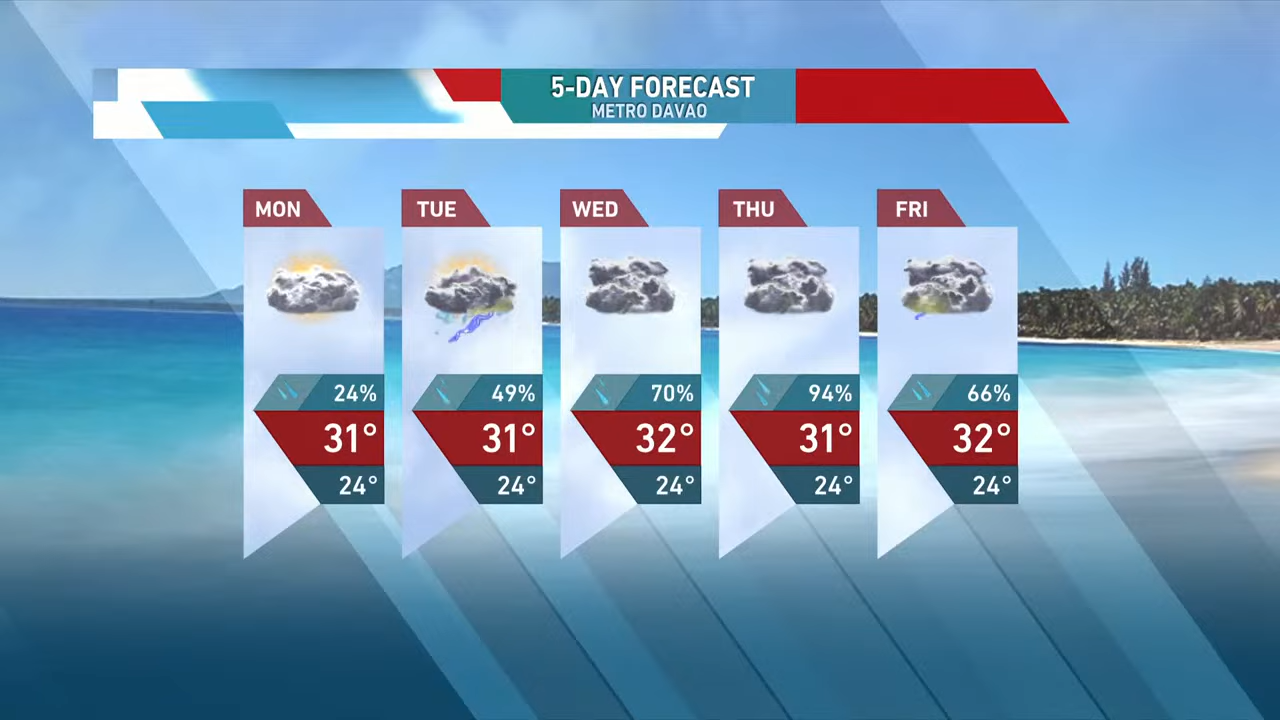 5-DAY FORECAST
METRO DAVAO
MON
24%
31°
24°
TUE
49%
31°
24°
WED
70%
32°
24°
THU
94%
31°
24°
FRI
66%
32°
24°